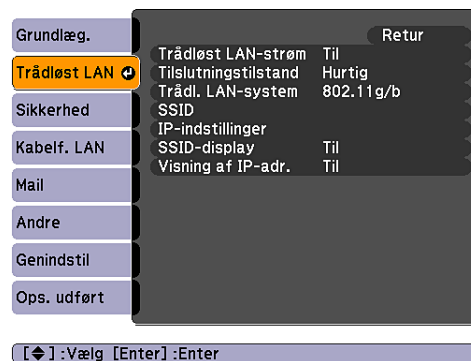 Grundlæg.
Trådløst LAN
Sikkerhed
Kabelf. LAN
Mail
Andre
Genindstil
Ops. udført
Retur
Trådløst LAN-strøm Til
Tilslutningstilstand Hurtig
Trådl. LAN-system 802.11g/b
SSID
IP-indstillinger
SSID-display Til
Visning af IP-adr. Til
[◆] :Vælg [Enter] :Enter